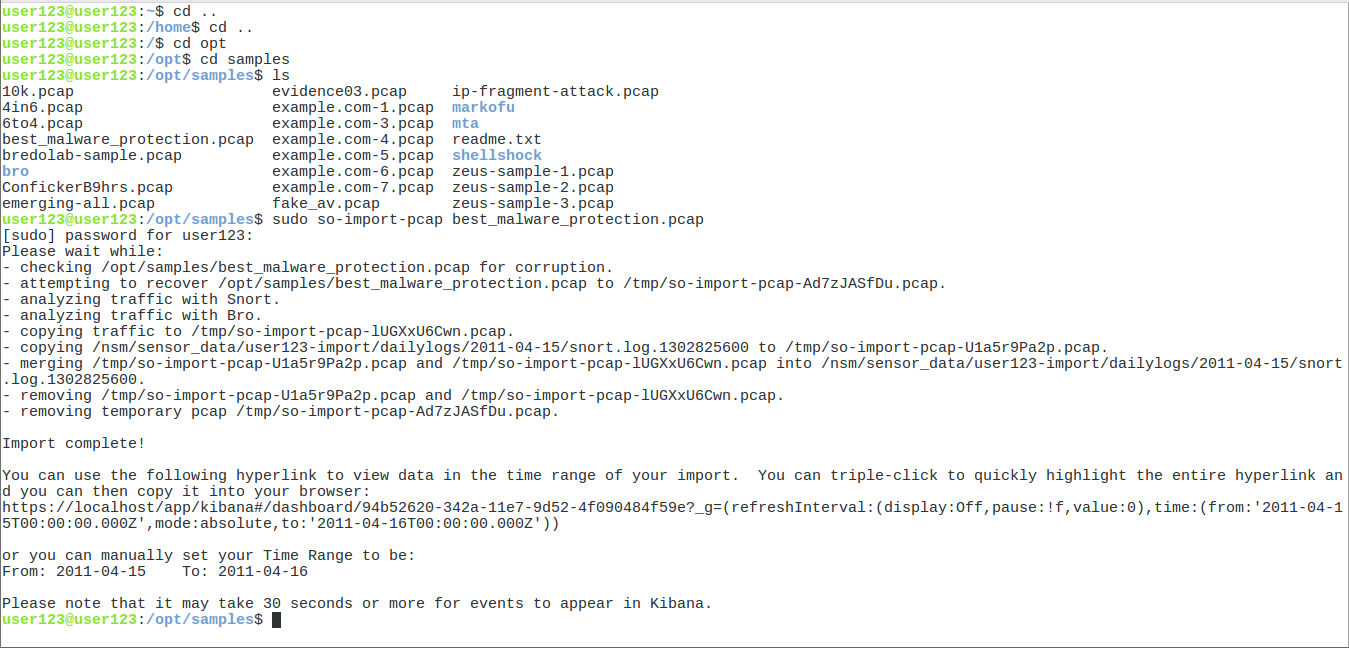 user123@user123:~$ cd ..
user123@user123:/home$ cd ..
user123@user123:/$ cd opt
user123@user123:/opt$ cd samples
user123@user123:/opt/samples$ ls
10k.pcap                      evidence03.pcap     ip-fragment-attack.pcap
4in6.pcap                     example.com-1.pcap  markofu
6to4.pcap                     example.com-3.pcap  mta
best_malware_protection.pcap  example.com-4.pcap  readme.txt
bredolab-sample.pcap          example.com-5.pcap  shellshock
bro                           example.com-6.pcap  zeus-sample-1.pcap
ConfickerB9hrs.pcap           example.com-7.pcap  zeus-sample-2.pcap
emerging-all.pcap             fake_av.pcap        zeus-sample-3.pcap
user123@user123:/opt/samples$ sudo so-import-pcap best_malware_protection.pcap
[sudo] password for user123:
Please wait while:
- checking /opt/samples/best_malware_protection.pcap for corruption.
- attempting to recover /opt/samples/best_malware_protection.pcap to /tmp/so-import-pcap-Ad7zJASfDu.pcap.
- analyzing traffic with Snort.
- analyzing traffic with Bro.
- copying traffic to /tmp/so-import-pcap-lUGXxU6Cwn.pcap.
- copying /nsm/sensor_data/user123-import/dailylogs/2011-04-15/snort.log.1302825600 to /tmp/so-import-pcap-U1a5r9Pa2p.pcap.
- merging /tmp/so-import-pcap-U1a5r9Pa2p.pcap and /tmp/so-import-pcap-lUGXxU6Cwn.pcap into /nsm/sensor_data/user123-import/dailylogs/2011-04-15/snort
.log.1302825600.
- removing /tmp/so-import-pcap-U1a5r9Pa2p.pcap and /tmp/so-import-pcap-lUGXxU6Cwn.pcap.
- removing temporary pcap /tmp/so-import-pcap-Ad7zJASfDu.pcap.

Import complete!

You can use the following hyperlink to view data in the time range of your import.  You can triple-click to quickly highlight the entire hyperlink an
d you can then copy it into your browser:
https://localhost/app/kibana#/dashboard/94b52620-342a-11e7-9d52-4f090484f59e?_g=(refreshInterval:(display:Off,pause:!f,value:0),time:(from:'2011-04-1
5T00:00:00.000Z',mode:absolute,to:'2011-04-16T00:00:00.000Z'))

or you can manually set your Time Range to be:
From: 2011-04-15    To: 2011-04-16

Please note that it may take 30 seconds or more for events to appear in Kibana.
user123@user123:/opt/samples$